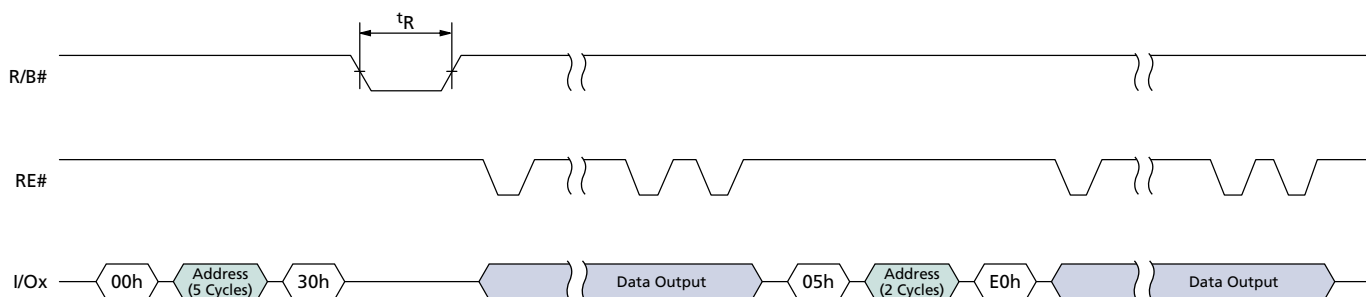 tR
R/B#
RE#
I/Ox
00h
Address
(5 Cycles)
30h
Data Output
05h
Address
(2 Cycles)
E0h
Data Output